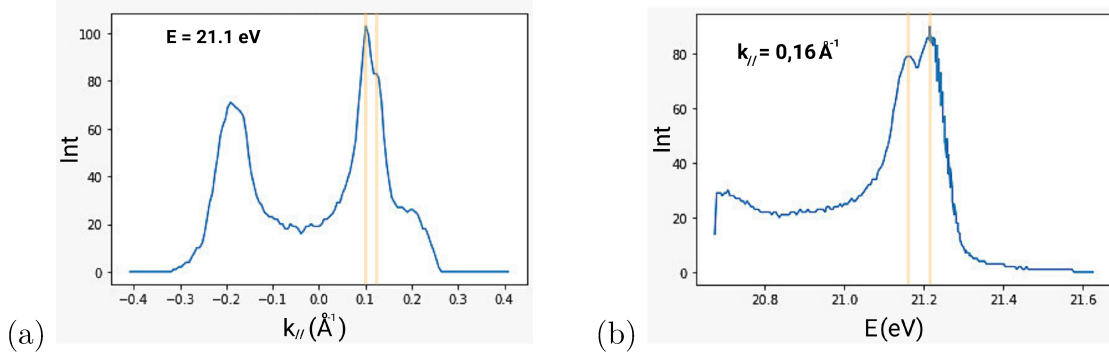 E = 21.1 eV
Int
100
80
60
40
20
0
−0.4 −0.3 −0.2 −0.1 0.0 0.1 0.2 0.3 0.4
k// (Å⁻¹)
(a)
k// = 0,16 Å⁻¹
Int
80
60
40
20
0
20.8 21.0 21.2 21.4 21.6
E(eV)
(b)